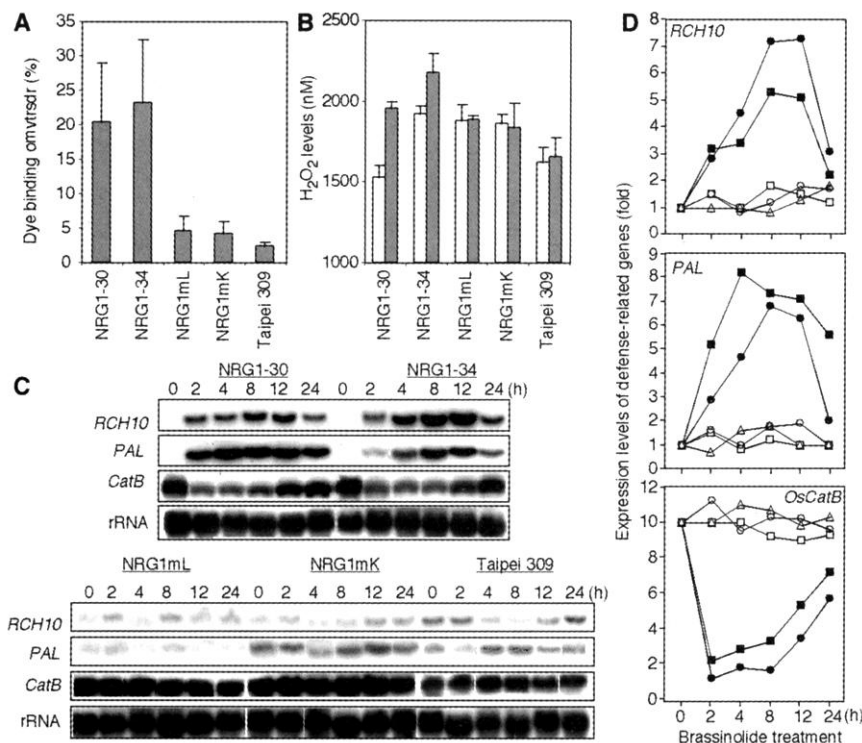 A
Dye binding omvtrsdr (%)
35
30
25
20
15
10
5
0
NRG1-30
NRG1-34
NRG1mL
NRG1mK
Taipei 309
B
H2O2 levels (nM)
2500
2000
1500
1000
NRG1-30
NRG1-34
NRG1mL
NRG1mK
Taipei 309
C
NRG1-30 NRG1-34
0 2 4 8 12 24 0 2 4 8 12 24 (h)
RCH10
PAL
CatB
rRNA
NRG1mL NRG1mK Taipei 309
0 2 4 8 12 24 0 2 4 8 12 24 0 2 4 8 12 24 (h)
RCH10
PAL
CatB
rRNA
D
Expression levels of defense-related genes (fold)
RCH10
8
7
6
5
4
3
2
1
0
PAL
9
8
7
6
5
4
3
2
1
0
OsCatB
12
10
8
6
4
2
0
0 2 4 8 12 24 (h)
Brassinolide treatment